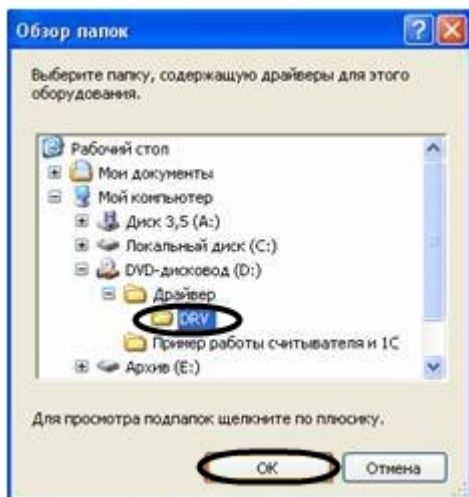 Обзор папок
Выберите папку, содержащую драйверы для этого
оборудования.
Рабочий стол
Мои документы
Мой компьютер
Диск 3,5 (A:)
Локальный диск (C:)
DVD-дисковод (D:)
Драйвер
DRV
Пример работы считывателя и 1С
Архив (E:)
Для просмотра подпапок щелкните по плюсику.
ОК Отмена